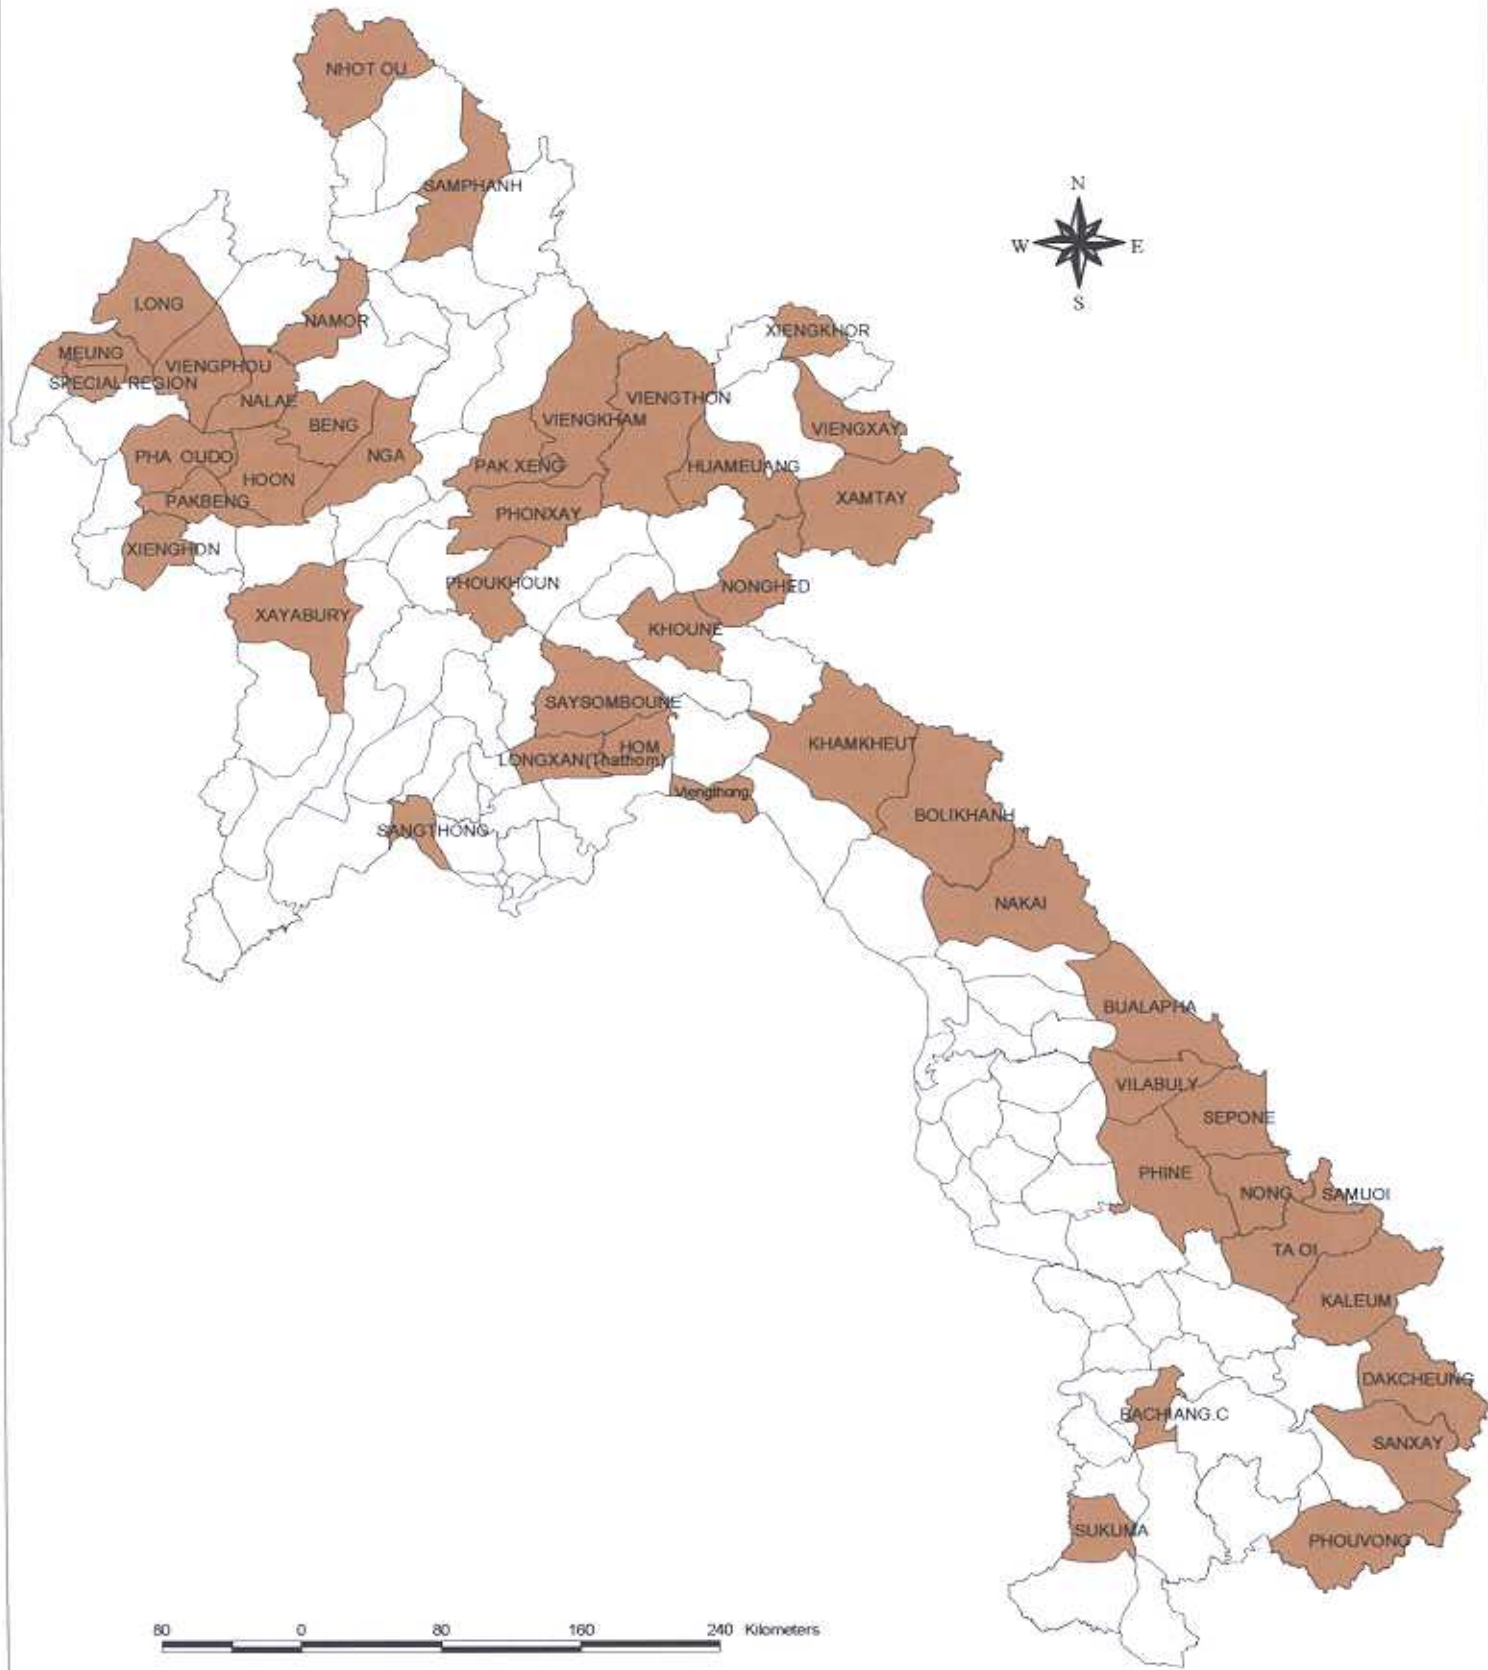 NHOT OU
SAMPHANH
N
W E
S
LONG
NAMOR
XIENGKHOR
MEUNG
VIENGPHOU
SPECIAL REGION
NALAE
VIENGTHON
VIENGKHAM
BENG
VIENGXAY
PHA OUDO
NGA
PAK XENG
HUAMEUANG
HOON
XAMTAY
PAKBENG
PHONXAY
XIENGHON
PHOUKHOUN
NONGHED
XAYABURY
KHOUNE
SAYSOMBOUNE
KHAMKHEUT
HOM
LONGXAN(Thathom)
Viengthong
BOLIKHANH
SANGTHONG
NAKAI
BUALAPHA
VILABULY
SEPONE
PHINE
NONG
SAMUOI
TA OI
KALEUM
DAKCHEUNG
BACHIANG.C
SANXAY
SUKUMA
PHOUVONG
80 0 80 160 240 Kilometers